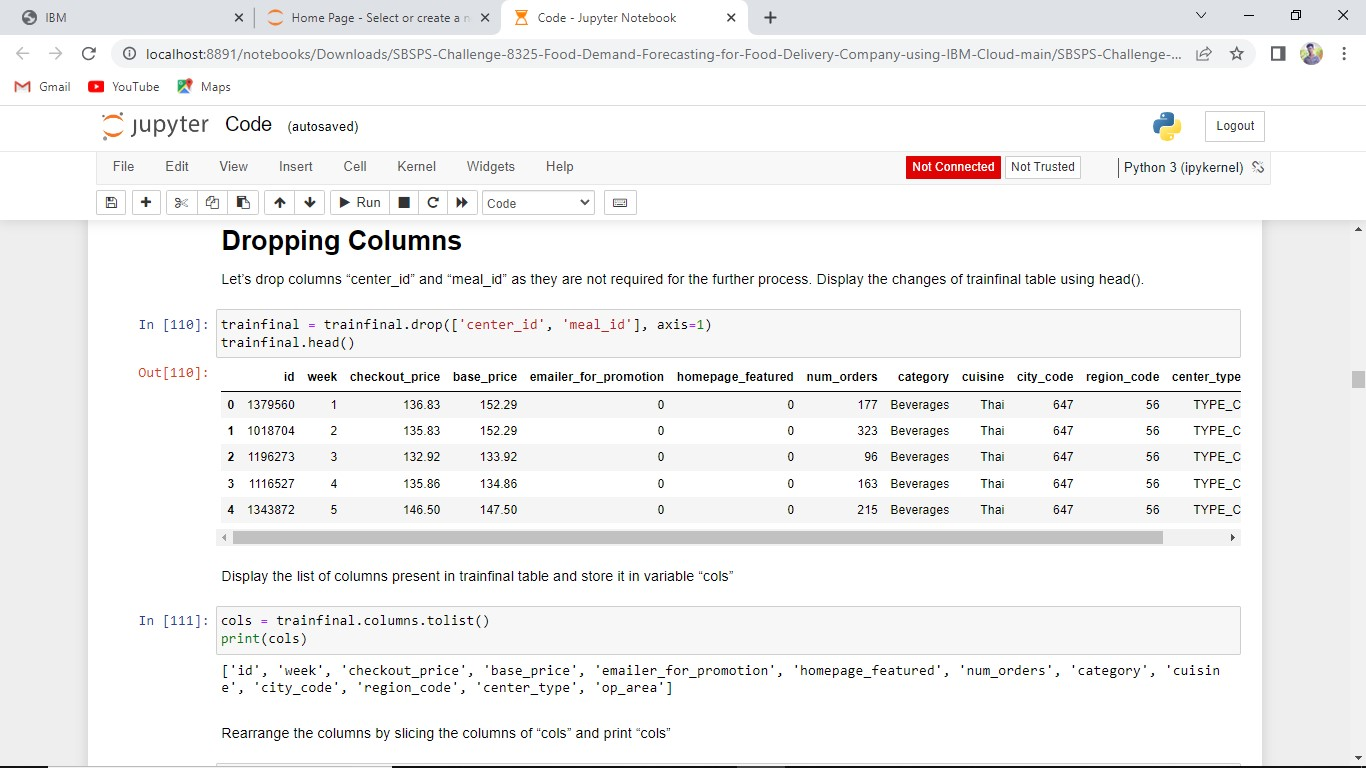 IBM
Home Page - Select or create a n
Code - Jupyter Notebook
localhost:8891/notebooks/Downloads/SBSPS-Challenge-8325-Food-Demand-Forecasting-for-Food-Delivery-Company-using-IBM-Cloud-main/SBSPS-Challenge-...
Gmail YouTube Maps
jupyter Code (autosaved) Logout
File Edit View Insert Cell Kernel Widgets Help Not Connected Not Trusted Python 3 (ipykernel)
Run Code
Dropping Columns
Let's drop columns “center_id” and “meal_id” as they are not required for the further process. Display the changes of trainfinal table using head().
In [110]: trainfinal = trainfinal.drop(['center_id', 'meal_id'], axis=1)
trainfinal.head()
Out[110]:
id week checkout_price base_price emailer_for_promotion homepage_featured num_orders category cuisine city_code region_code center_type
0 1379560 1 136.83 152.29 0 0 177 Beverages Thai 647 56 TYPE_C
1 1018704 2 135.83 152.29 0 0 323 Beverages Thai 647 56 TYPE_C
2 1196273 3 132.92 133.92 0 0 96 Beverages Thai 647 56 TYPE_C
3 1116527 4 135.86 134.86 0 0 163 Beverages Thai 647 56 TYPE_C
4 1343872 5 146.50 147.50 0 0 215 Beverages Thai 647 56 TYPE_C
Display the list of columns present in trainfinal table and store it in variable “cols”
In [111]: cols = trainfinal.columns.tolist()
print(cols)
['id', 'week', 'checkout_price', 'base_price', 'emailer_for_promotion', 'homepage_featured', 'num_orders', 'category', 'cuisin
e', 'city_code', 'region_code', 'center_type', 'op_area']
Rearrange the columns by slicing the columns of “cols” and print “cols”